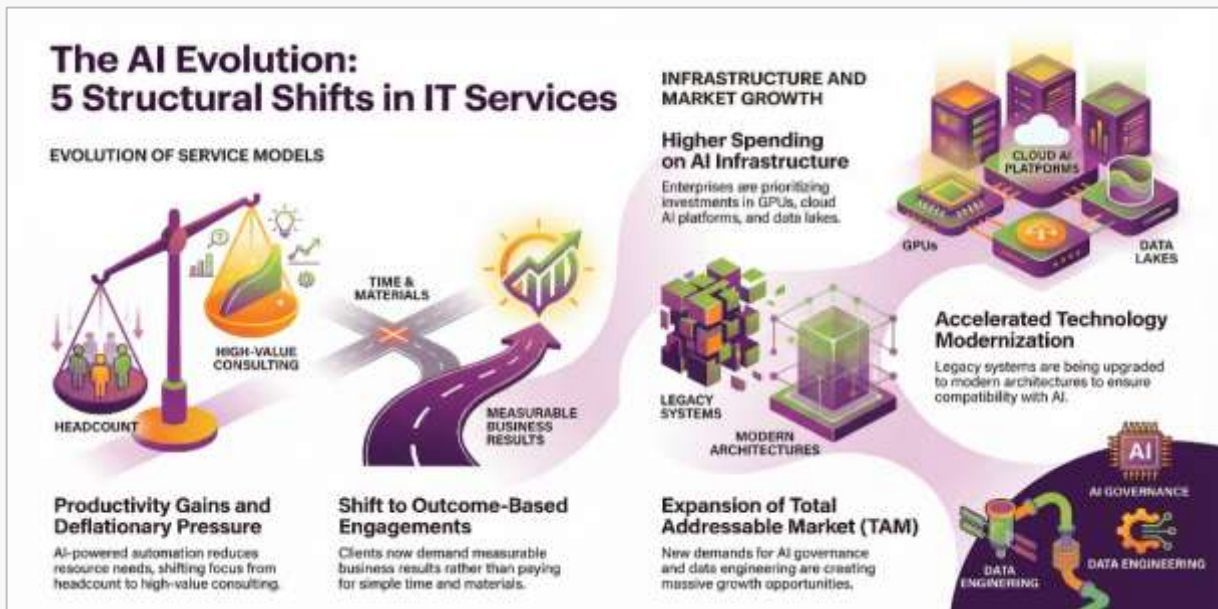 The AI Evolution:
5 Structural Shifts in IT Services
EVOLUTION OF SERVICE MODELS
HEADCOUNT
HIGH-VALUE
CONSULTING
Productivity Gains and
Deflationary Pressure
AI-powered automation reduces
resource needs, shifting focus from
headcount to high-value consulting.
TIME &
MATERIALS
MEASURABLE
BUSINESS
RESULTS
Shift to Outcome-Based
Engagements
Clients now demand measurable
business results rather than paying
for simple time and materials.
INFRASTRUCTURE AND
MARKET GROWTH
Higher Spending
on AI Infrastructure
Enterprises are prioritizing
investments in GPUs, cloud
AI platforms, and data lakes.
CLOUD AI
PLATFORMS
GPUs
DATA
LAKES
LEGACY
SYSTEMS
MODERN
ARCHITECTURES
Accelerated Technology
Modernization
Legacy systems are being upgraded
to modern architectures to ensure
compatibility with AI.
Expansion of Total
Addressable Market (TAM)
New demands for AI governance
and data engineering are creating
massive growth opportunities.
AI
AI GOVERNANCE
DATA
ENGINERING
DATA ENGINEERING